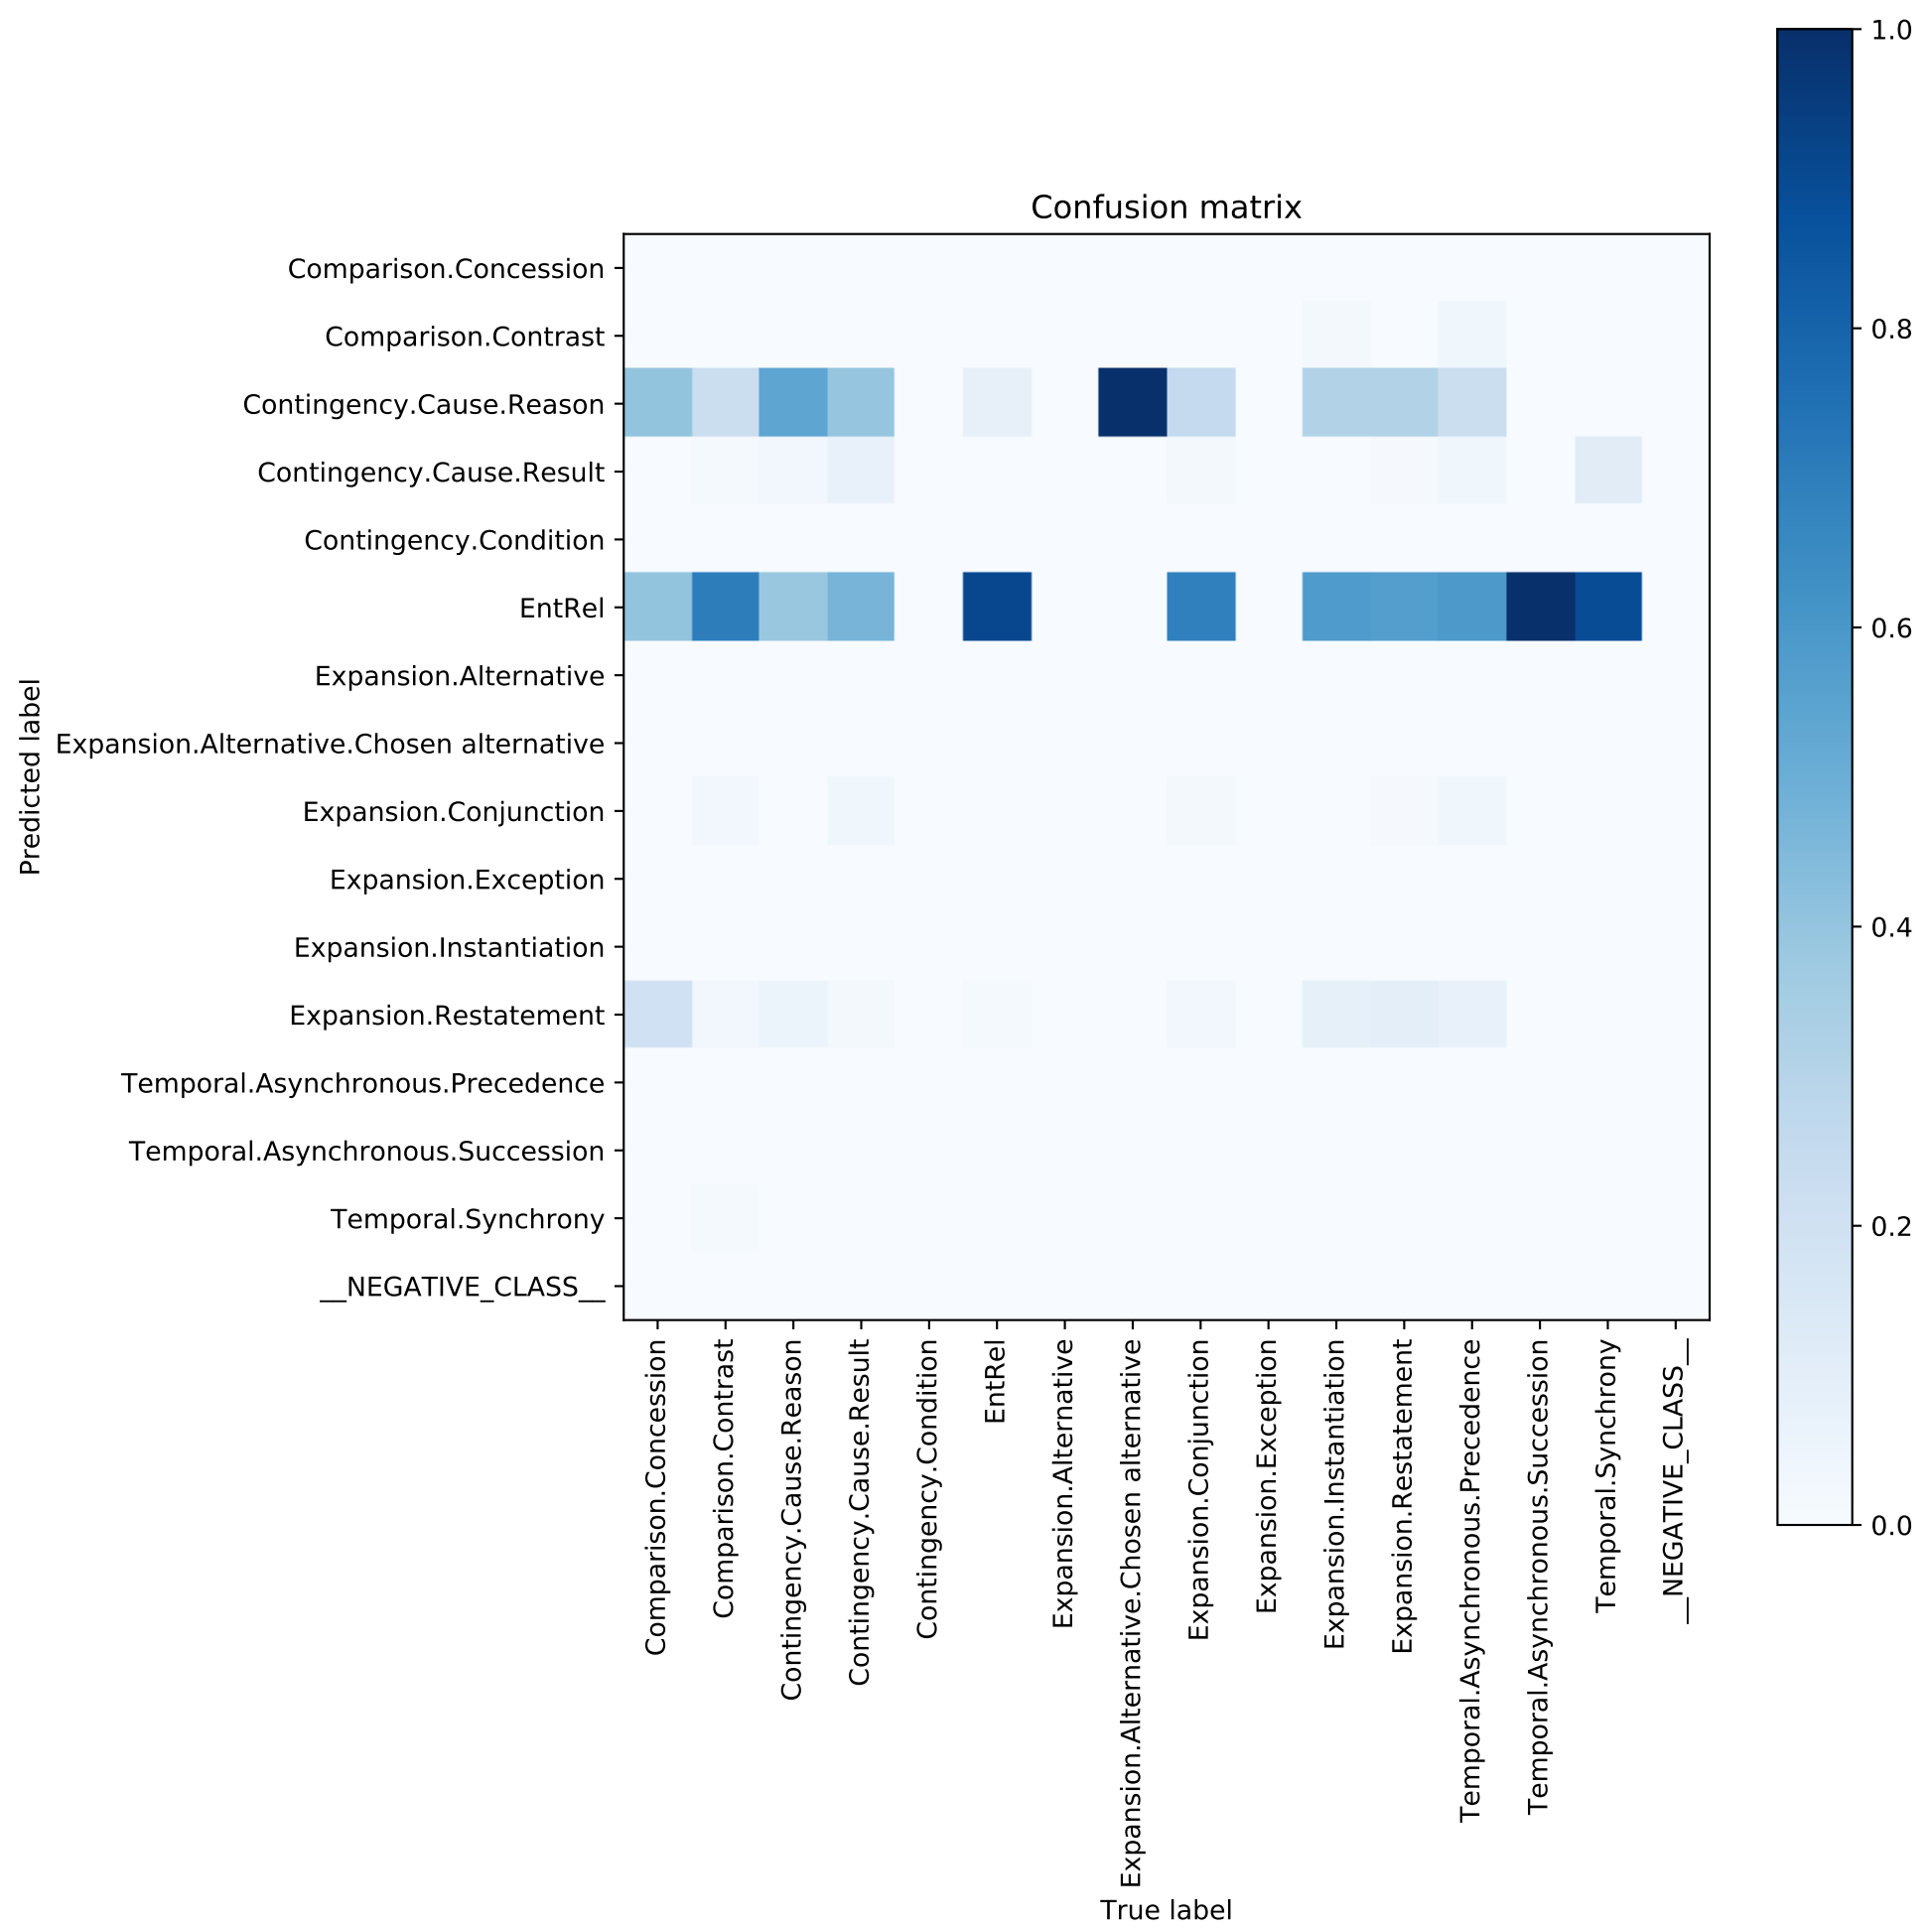 Confusion matrix
Predicted label
Comparison.Concession
Comparison.Contrast
Contingency.Cause.Reason
Contingency.Cause.Result
Contingency.Condition
EntRel
Expansion.Alternative
Expansion.Alternative.Chosen alternative
Expansion.Conjunction
Expansion.Exception
Expansion.Instantiation
Expansion.Restatement
Temporal.Asynchronous.Precedence
Temporal.Asynchronous.Succession
Temporal.Synchrony
__NEGATIVE_CLASS__
Comparison.Concession
Comparison.Contrast
Contingency.Cause.Reason
Contingency.Cause.Result
Contingency.Condition
EntRel
Expansion.Alternative
Expansion.Alternative.Chosen alternative
Expansion.Conjunction
Expansion.Exception
Expansion.Instantiation
Expansion.Restatement
Temporal.Asynchronous.Precedence
Temporal.Asynchronous.Succession
Temporal.Synchrony
__NEGATIVE_CLASS__
True label
1.0
0.8
0.6
0.4
0.2
0.0